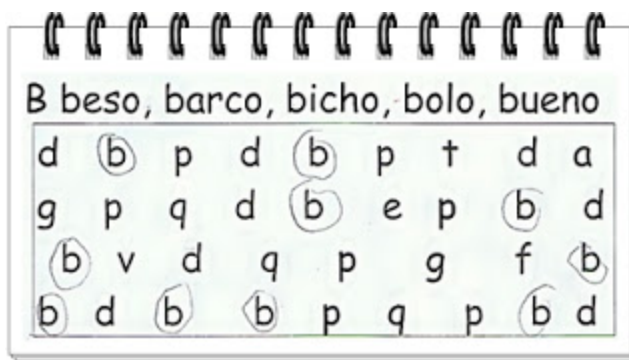 B beso, barco, bicho, bolo, bueno
d b p d b p t d a
g p q d b e p b d
b v d q p g f b
b d b b p q p b d